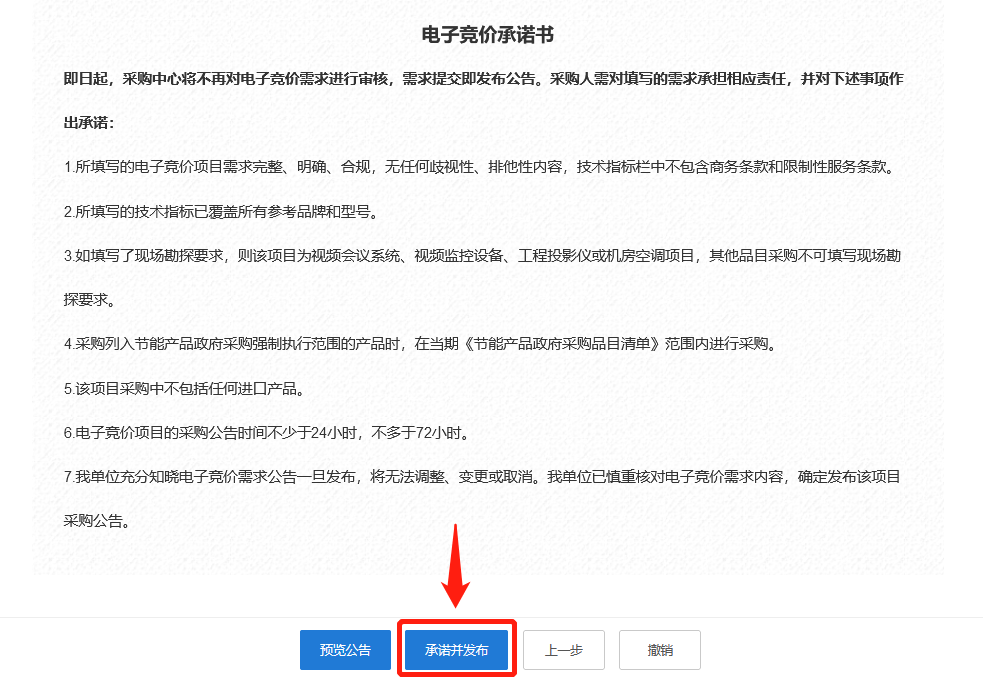 电子竞价承诺书
即日起，采购中心将不再对电子竞价需求进行审核，需求提交即发布公告。采购人需对填写的需求承担相应责任，并对下述事项作
出承诺：
1.所填写的电子竞价项目需求完整、明确、合规，无任何歧视性、排他性内容，技术指标栏中不包含商务条款和限制性服务条款。
2.所填写的技术指标已覆盖所有参考品牌和型号。
3.如填写了现场勘探要求，则该项目为视频会议系统、视频监控设备、工程投影仪或机房空调项目，其他品目采购不可填写现场勘
探要求。
4.采购列入节能产品政府采购强制执行范围的产品时，在当期《节能产品政府采购品目清单》范围内进行采购。
5.该项目采购中不包括任何进口产品。
6.电子竞价项目的采购公告时间不少于24小时，不多于72小时。
7.我单位充分知晓电子竞价需求公告一旦发布，将无法调整、变更或取消。我单位已慎重核对电子竞价需求内容，确定发布该项目
采购公告。
预览公告 承诺并发布 上一步 撤销